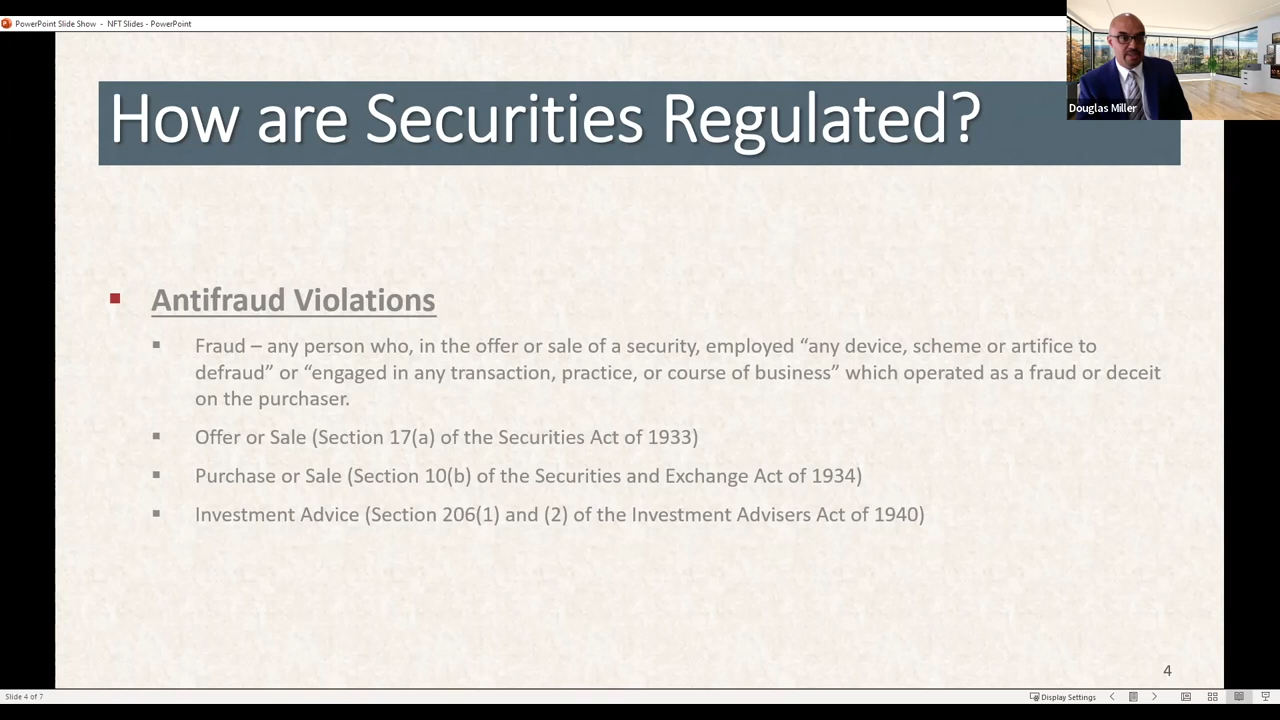 PowerPoint Slide Show - NFT Slides - PowerPoint
Douglas Miller
How are Securities Regulated?
Antifraud Violations
Fraud – any person who, in the offer or sale of a security, employed “any device, scheme or artifice to
defraud” or “engaged in any transaction, practice, or course of business” which operated as a fraud or deceit
on the purchaser.
Offer or Sale (Section 17(a) of the Securities Act of 1933)
Purchase or Sale (Section 10(b) of the Securities and Exchange Act of 1934)
Investment Advice (Section 206(1) and (2) of the Investment Advisers Act of 1940)
4
Slide 4 of 7
Display Settings